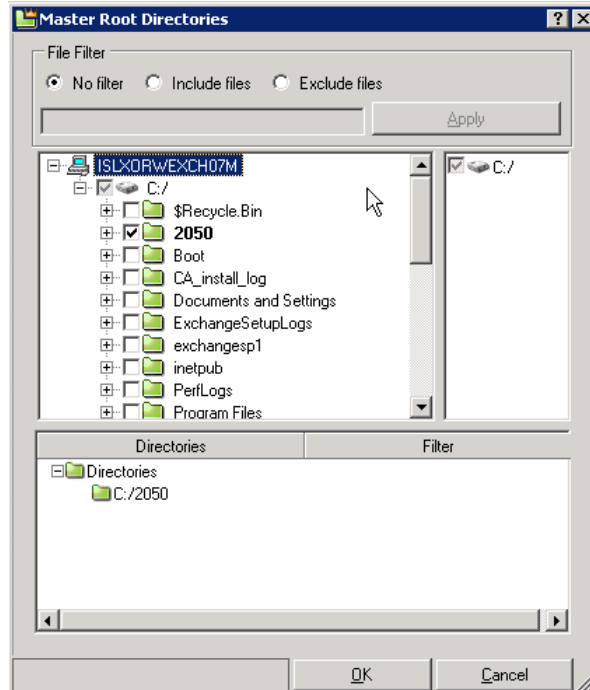 Master Root Directories
File Filter
No filter Include files Exclude files
Apply
ISLXORWEXCH07M
C:/
C:/
$Recycle.Bin
2050
Boot
CA_install_log
Documents and Settings
ExchangeSetupLogs
exchangesp1
inetpub
PerfLogs
Program Files
Directories Filter
Directories
C:/2050
OK Cancel